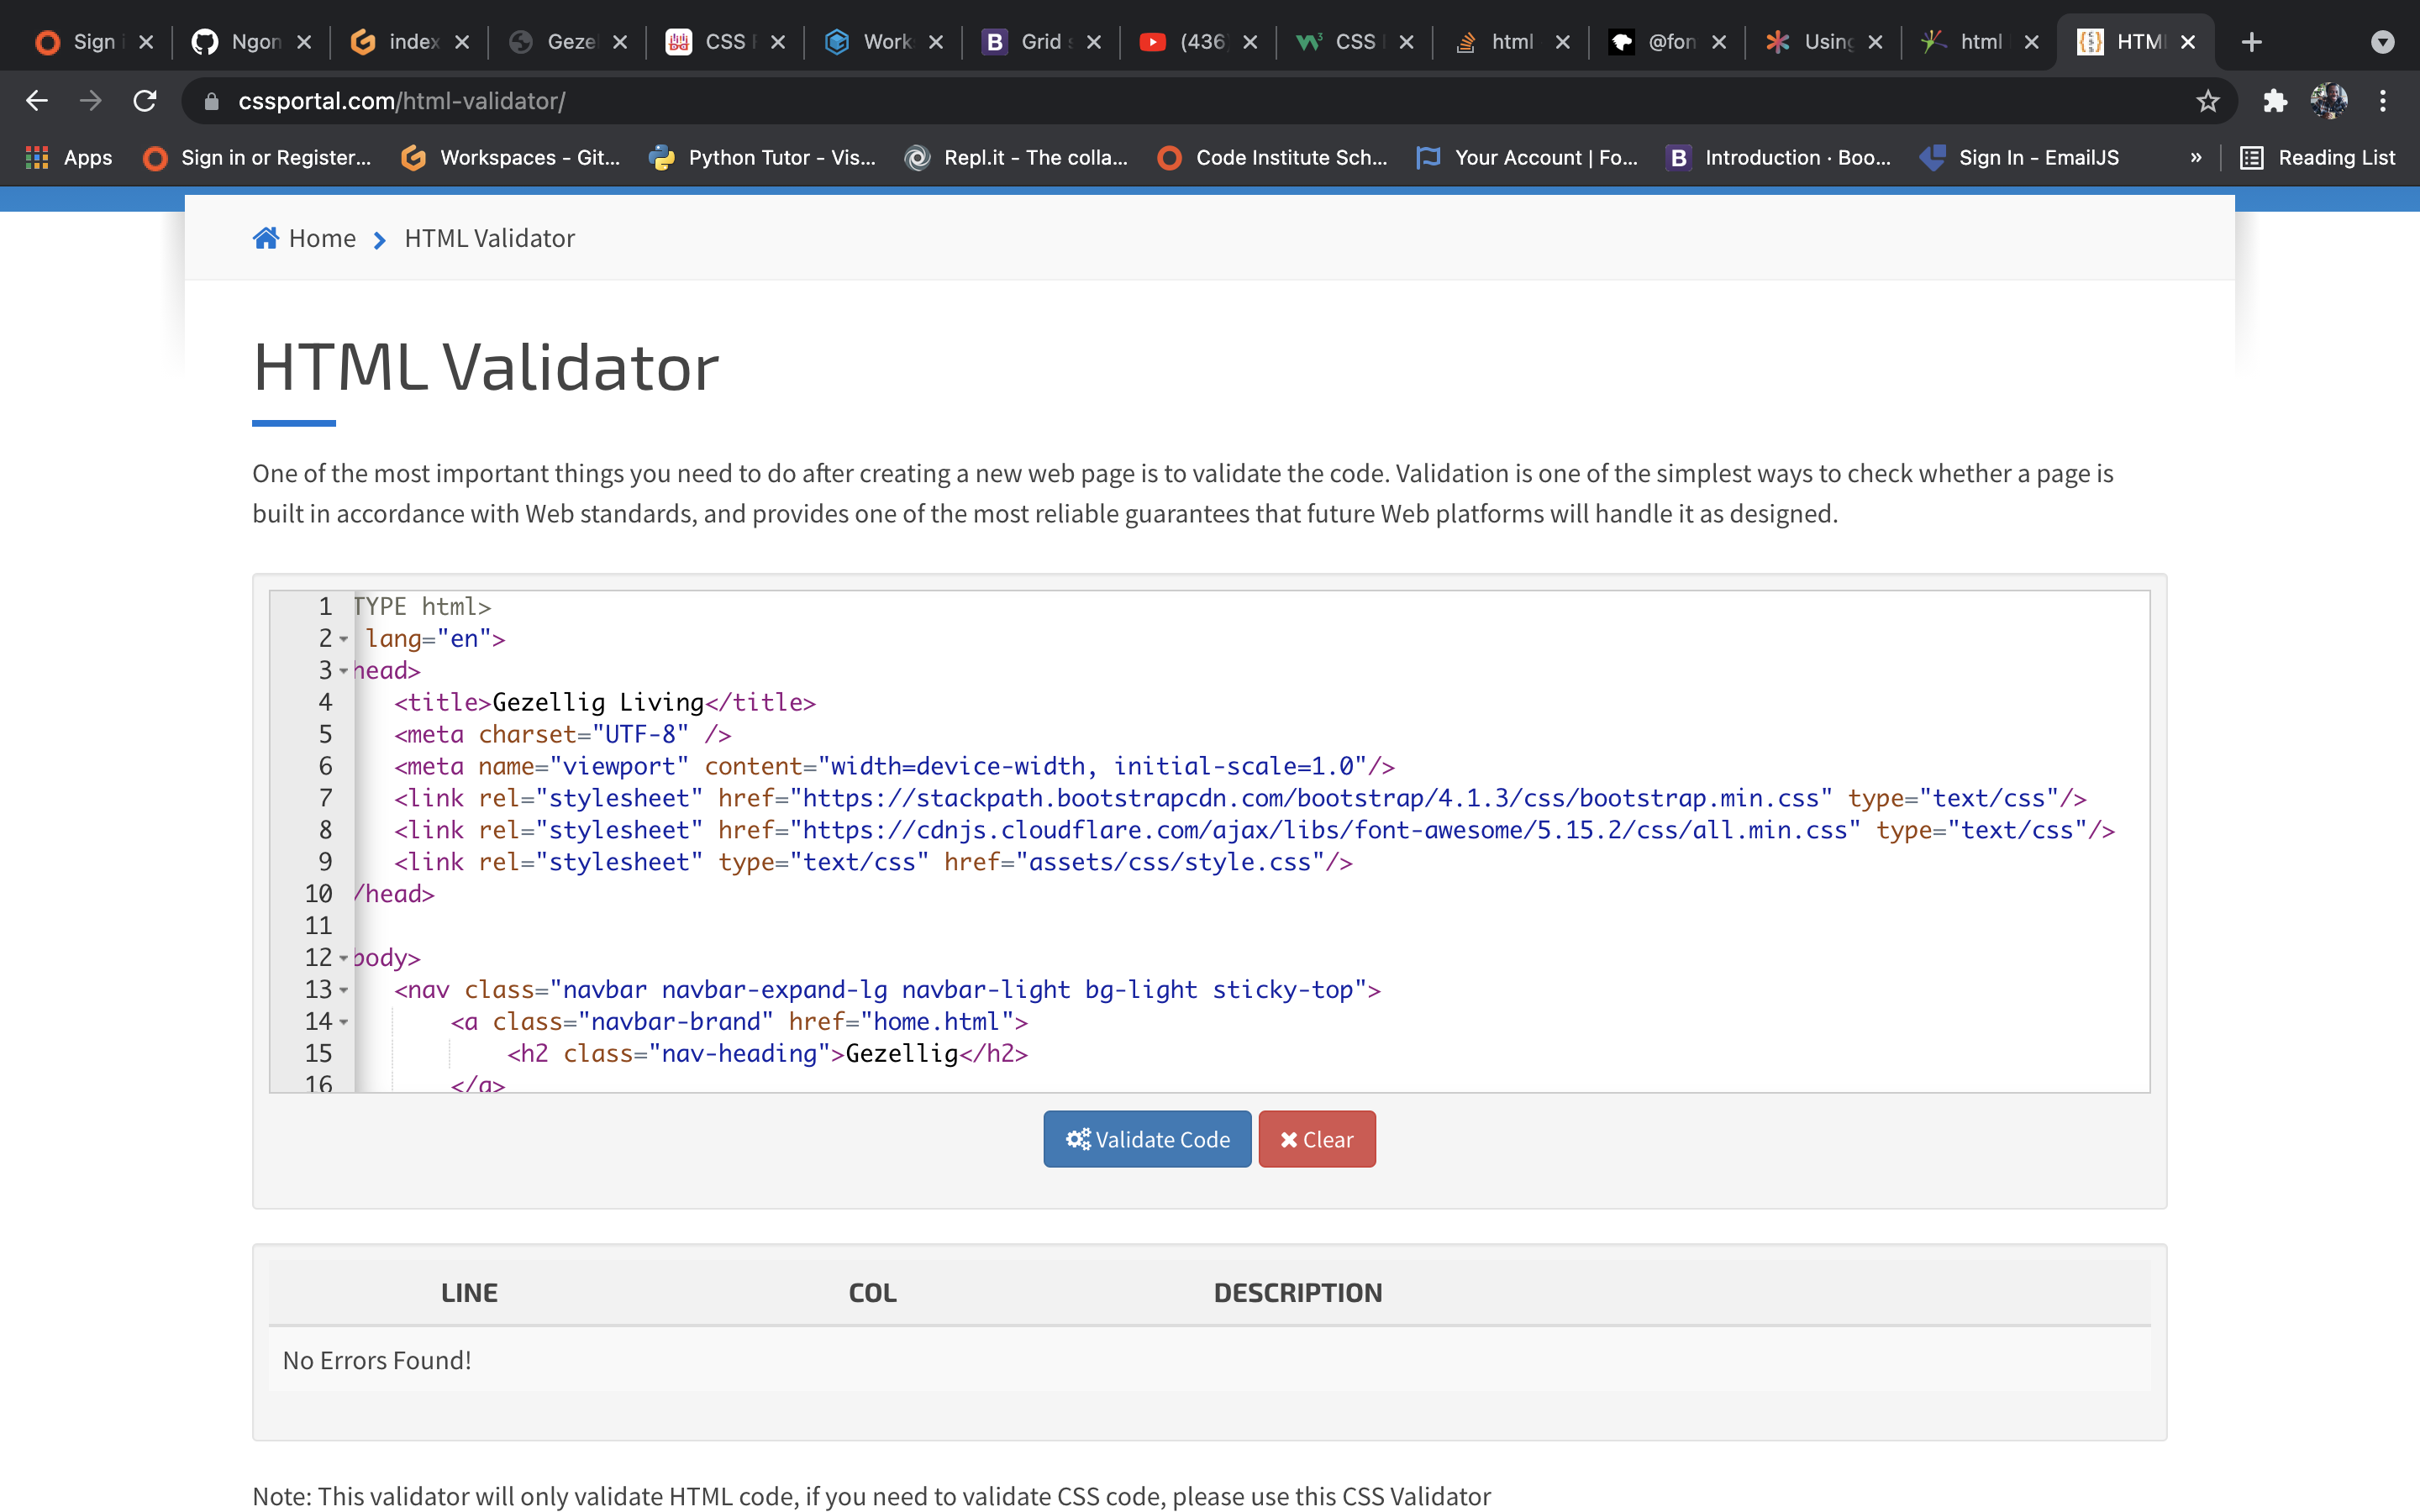 Sign
Ngon
index
Geze
CSS
Work
B
Grid
(436
CSS
html
@fon
Using
html
HTML
cssportal.com/html-validator/
Apps
Sign in or Register...
Workspaces - Git...
Python Tutor - Vis...
Repl.it - The colla...
Code Institute Sch...
Your Account | Fo...
B
Introduction · Boo...
Sign In - EmailJS
»
Reading List
Home
HTML Validator
HTML Validator
One of the most important things you need to do after creating a new web page is to validate the code. Validation is one of the simplest ways to check whether a page is
built in accordance with Web standards, and provides one of the most reliable guarantees that future Web platforms will handle it as designed.
1 TYPE html>
2 lang="en">
3 head>
4 <title>Gezellig Living</title>
5 <meta charset="UTF-8" />
6 <meta name="viewport" content="width=device-width, initial-scale=1.0"/>
7 <link rel="stylesheet" href="https://stackpath.bootstrapcdn.com/bootstrap/4.1.3/css/bootstrap.min.css" type="text/css"/>
8 <link rel="stylesheet" href="https://cdnjs.cloudflare.com/ajax/libs/font-awesome/5.15.2/css/all.min.css" type="text/css"/>
9 <link rel="stylesheet" type="text/css" href="assets/css/style.css"/>
10 /head>
11
12 body>
13 <nav class="navbar navbar-expand-lg navbar-light bg-light sticky-top">
14 <a class="navbar-brand" href="home.html">
15 <h2 class="nav-heading">Gezellig</h2>
16 </a>
Validate Code
Clear
LINE COL DESCRIPTION
No Errors Found!
Note: This validator will only validate HTML code, if you need to validate CSS code, please use this CSS Validator